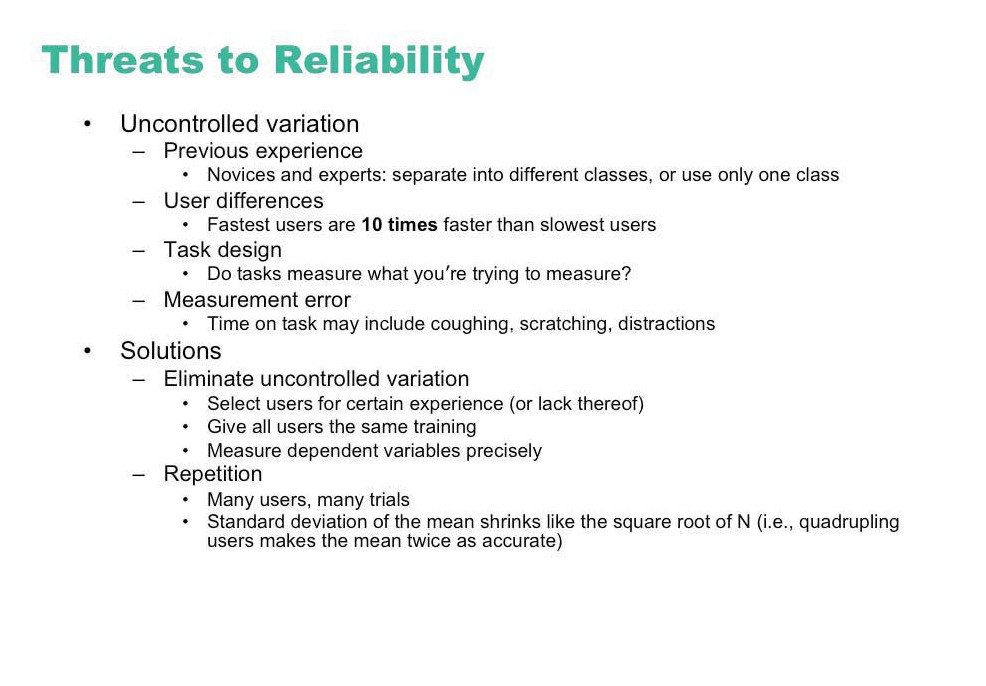 Threats to Reliability
• Uncontrolled variation
– Previous experience
• Novices and experts: separate into different classes, or use only one class
– User differences
• Fastest users are 10 times faster than slowest users
– Task design
• Do tasks measure what you′re trying to measure?
– Measurement error
• Time on task may include coughing, scratching, distractions
• Solutions
– Eliminate uncontrolled variation
• Select users for certain experience (or lack thereof)
• Give all users the same training
• Measure dependent variables precisely
– Repetition
• Many users, many trials
• Standard deviation of the mean shrinks like the square root of N (i.e., quadrupling
users makes the mean twice as accurate)